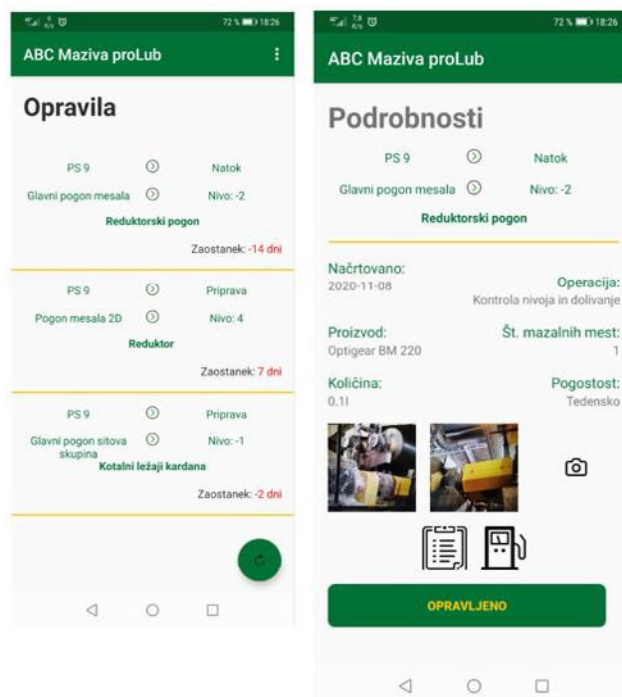 72 % 18:26
ABC Maziva proLub
Opravila
PS 9 Natok
Glavni pogon mesala Nivo: -2
Reduktorski pogon
Zaostanek: -14 dni
PS 9 Priprava
Pogon mesala 2D Nivo: 4
Reduktor
Zaostanek: 7 dni
PS 9 Priprava
Glavni pogon sitova skupina Nivo: -1
Kotalni ležaji kardana
Zaostanek: -2 dni
72 % 18:26
ABC Maziva proLub
Podrobnosti
PS 9 Natok
Glavni pogon mesala Nivo: -2
Reduktorski pogon
Načrtovano:
2020-11-08
Operacija:
Kontrola nivoja in dolivanje
Proizvod:
Optigear BM 220
Št. mazalnih mest:
1
Količina:
0.1l
Pogostost:
Tedensko
OPRAVLJENO